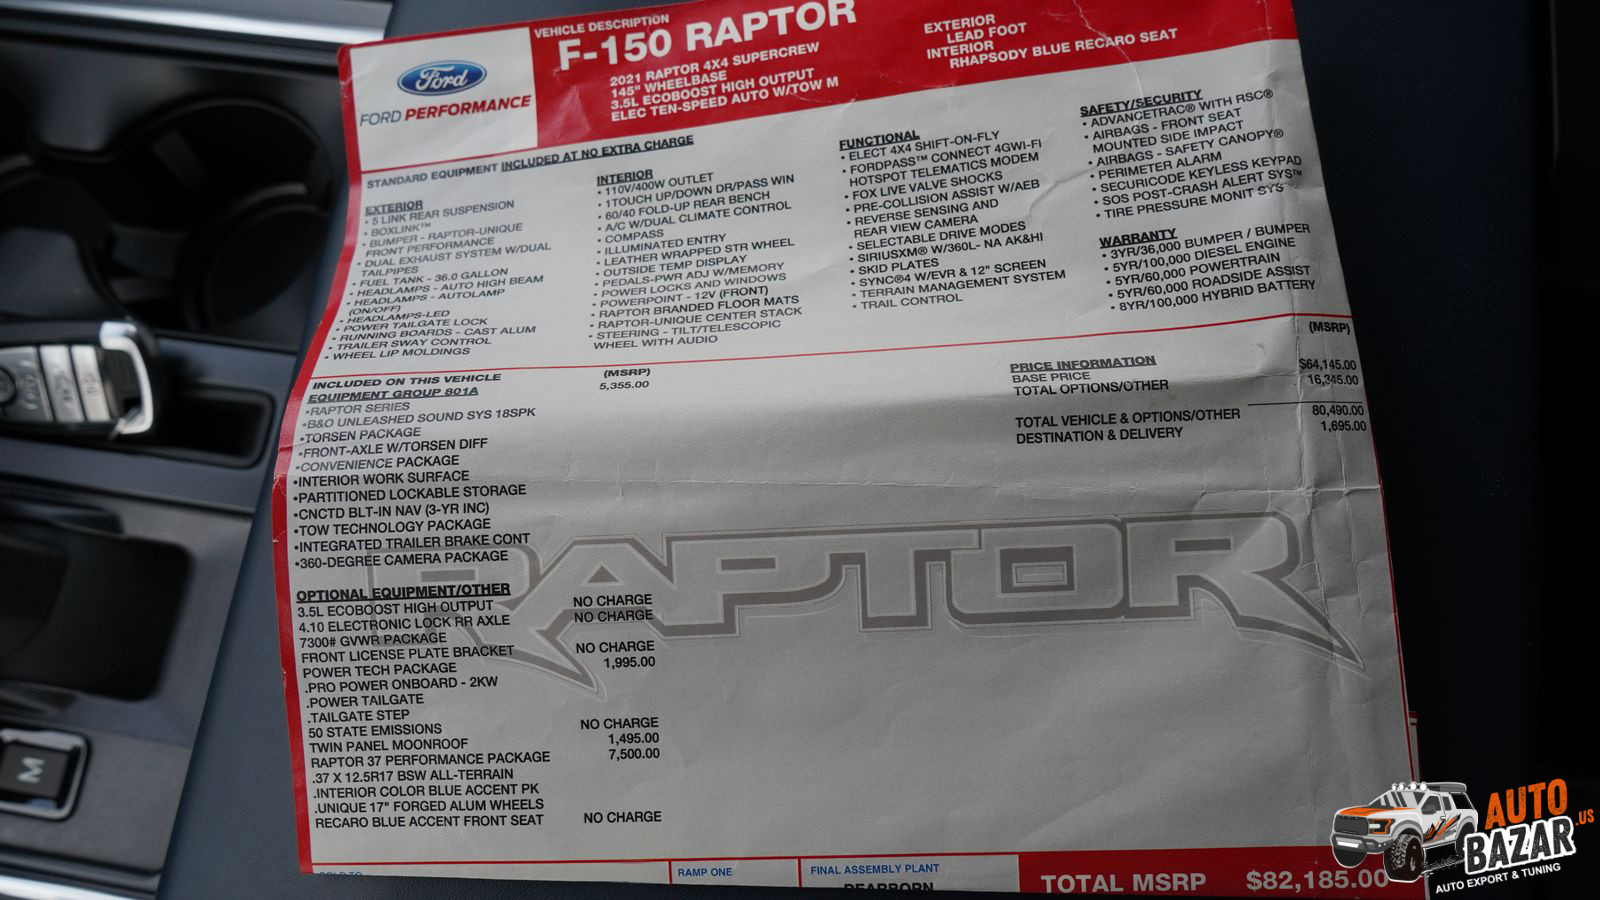 Ford
FORD PERFORMANCE
VEHICLE DESCRIPTION
F-150 RAPTOR
2021 RAPTOR 4X4 SUPERCREW
145" WHEELBASE
3.5L ECOBOOST HIGH OUTPUT
ELEC TEN-SPEED AUTO W/TOW M
EXTERIOR
LEAD FOOT
INTERIOR
RHAPSODY BLUE RECARO SEAT
STANDARD EQUIPMENT INCLUDED AT NO EXTRA CHARGE
EXTERIOR
• 5 LINK REAR SUSPENSION
• BOXLINK™
• BUMPER - RAPTOR-UNIQUE
FRONT PERFORMANCE
• DUAL EXHAUST SYSTEM W/DUAL
TAILPIPES
• FUEL TANK - 36.0 GALLON
• HEADLAMPS - AUTO HIGH BEAM
• HEADLAMPS - AUTOLAMP
(ON/OFF)
• HEADLAMPS-LED
• POWER TAILGATE LOCK
• RUNNING BOARDS - CAST ALUM
• TRAILER SWAY CONTROL
• WHEEL LIP MOLDINGS
INTERIOR
• 110V/400W OUTLET
• 1TOUCH UP/DOWN DR/PASS WIN
• 60/40 FOLD-UP REAR BENCH
• A/C W/DUAL CLIMATE CONTROL
• COMPASS
• ILLUMINATED ENTRY
• LEATHER WRAPPED STR WHEEL
• OUTSIDE TEMP DISPLAY
• PEDALS-PWR ADJ W/MEMORY
• POWER LOCKS AND WINDOWS
• POWERPOINT - 12V (FRONT)
• RAPTOR BRANDED FLOOR MATS
• RAPTOR-UNIQUE CENTER STACK
• STEERING - TILT/TELESCOPIC
WHEEL WITH AUDIO
FUNCTIONAL
• ELECT 4X4 SHIFT-ON-FLY
• FORDPASS™ CONNECT 4GWI-FI
HOTSPOT TELEMATICS MODEM
• FOX LIVE VALVE SHOCKS
• PRE-COLLISION ASSIST W/AEB
• REVERSE SENSING AND
REAR VIEW CAMERA
• SELECTABLE DRIVE MODES
• SIRIUSXM® W/360L- NA AK&HI
• SKID PLATES
• SYNC®4 W/EVR & 12" SCREEN
• TERRAIN MANAGEMENT SYSTEM
• TRAIL CONTROL
SAFETY/SECURITY
• ADVANCETRAC® WITH RSC®
• AIRBAGS - FRONT SEAT
MOUNTED SIDE IMPACT
• AIRBAGS - SAFETY CANOPY®
• PERIMETER ALARM
• SECURICODE KEYLESS KEYPAD
• SOS POST-CRASH ALERT SYS™
• TIRE PRESSURE MONIT SYS
WARRANTY
• 3YR/36,000 BUMPER / BUMPER
• 5YR/100,000 DIESEL ENGINE
• 5YR/60,000 POWERTRAIN
• 5YR/60,000 ROADSIDE ASSIST
• 8YR/100,000 HYBRID BATTERY
INCLUDED ON THIS VEHICLE (MSRP)
EQUIPMENT GROUP 801A 5,355.00
•RAPTOR SERIES
•B&O UNLEASHED SOUND SYS 18SPK
•TORSEN PACKAGE
•FRONT-AXLE W/TORSEN DIFF
•CONVENIENCE PACKAGE
•INTERIOR WORK SURFACE
•PARTITIONED LOCKABLE STORAGE
•CNCTD BLT-IN NAV (3-YR INC)
•TOW TECHNOLOGY PACKAGE
•INTEGRATED TRAILER BRAKE CONT
•360-DEGREE CAMERA PACKAGE
OPTIONAL EQUIPMENT/OTHER
3.5L ECOBOOST HIGH OUTPUT NO CHARGE
4.10 ELECTRONIC LOCK RR AXLE NO CHARGE
7300# GVWR PACKAGE
FRONT LICENSE PLATE BRACKET NO CHARGE
POWER TECH PACKAGE 1,995.00
.PRO POWER ONBOARD - 2KW
.POWER TAILGATE
.TAILGATE STEP
50 STATE EMISSIONS NO CHARGE
TWIN PANEL MOONROOF 1,495.00
RAPTOR 37 PERFORMANCE PACKAGE 7,500.00
.37 X 12.5R17 BSW ALL-TERRAIN
.INTERIOR COLOR BLUE ACCENT PK
.UNIQUE 17" FORGED ALUM WHEELS
RECARO BLUE ACCENT FRONT SEAT NO CHARGE
(MSRP)
PRICE INFORMATION
BASE PRICE $64,145.00
TOTAL OPTIONS/OTHER 16,345.00
TOTAL VEHICLE & OPTIONS/OTHER 80,490.00
DESTINATION & DELIVERY 1,695.00
RAPTOR
RAMP ONE
FINAL ASSEMBLY PLANT
DEARBORN
TOTAL MSRP $82,185.00
M
AUTO
BAZAR.US
AUTO EXPORT & TUNING